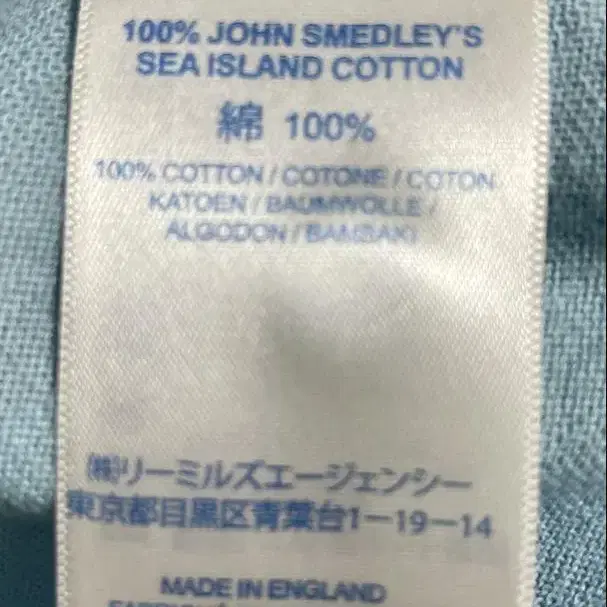 100% JOHN SMEDLEY'S
SEA ISLAND COTTON
綿 100%
100% COTTON / COTONE / COTON
KATOEN / BAUMWOLLE /
ALGODON / BAMBAKI
㈱リーミルズエージェンシー
東京都目黒区青葉台1-19-14
MADE IN ENGLAND